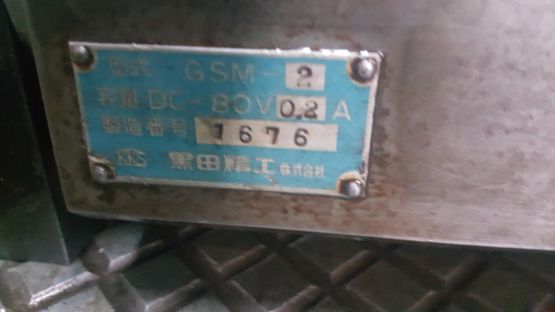 型式 GSM-2
容量 DC-80V 0.2 A
製造番号 1676
KKS 黒田精工株式会社